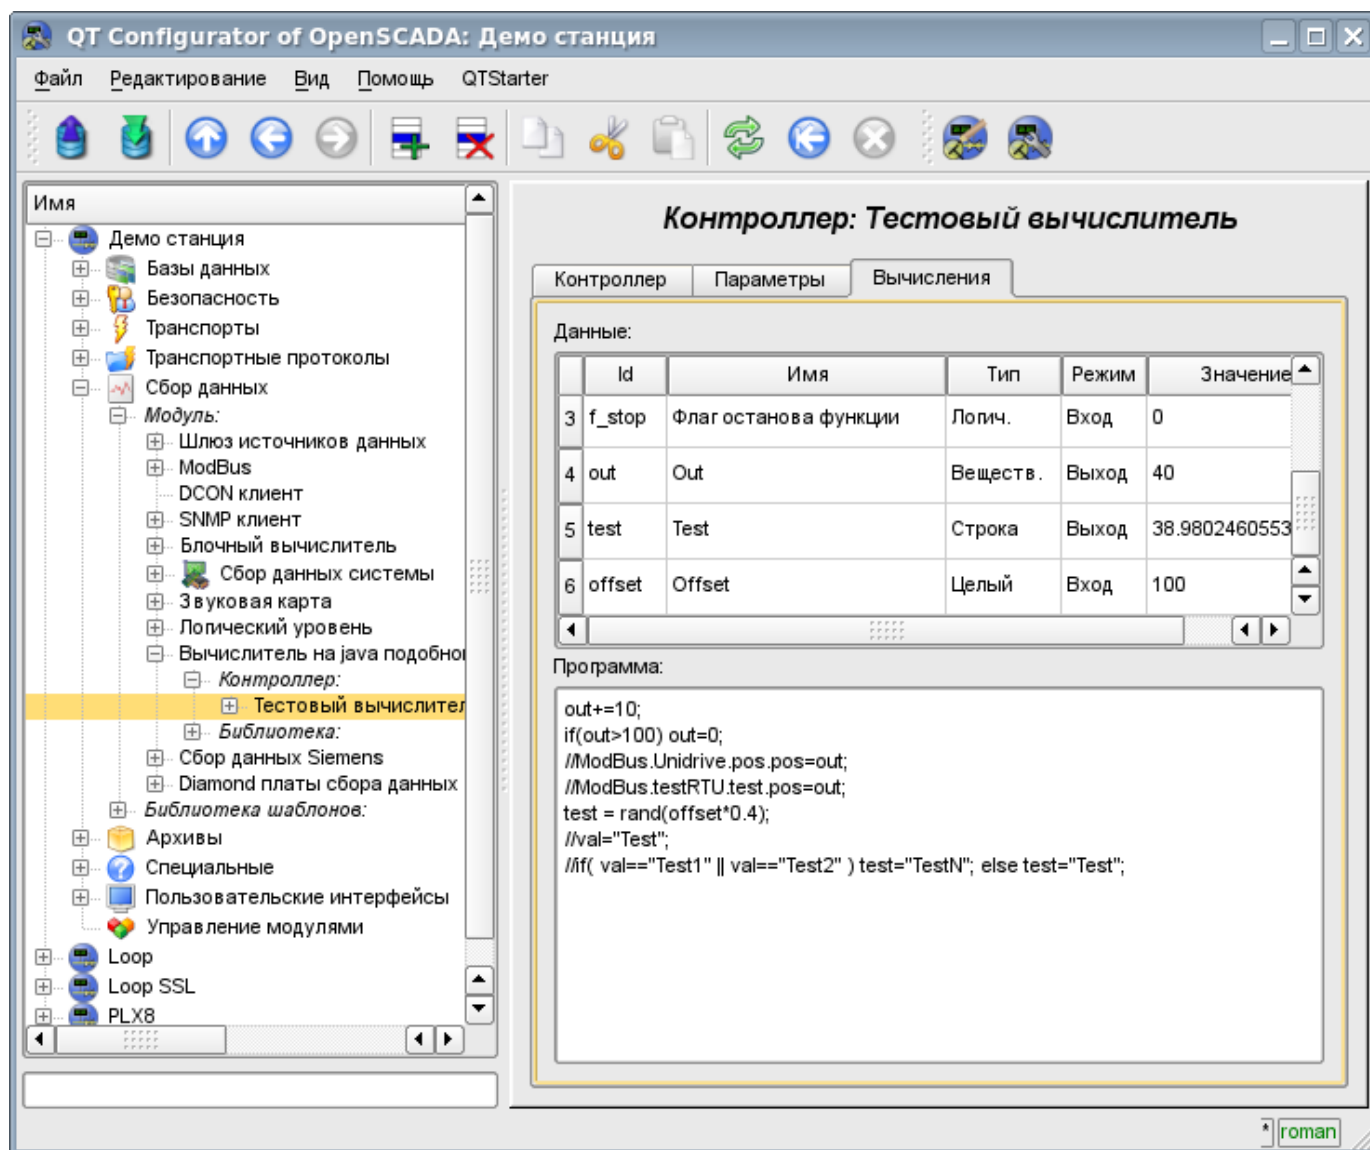 QT Configurator of OpenSCADA: Демо станция
Файл Редактирование Вид Помощь QTStarter
Имя
Демо станция
Базы данных
Безопасность
Транспорты
Транспортные протоколы
Сбор данных
Модуль:
Шлюз источников данных
ModBus
DCON клиент
SNMP клиент
Блочный вычислитель
Сбор данных системы
Звуковая карта
Логический уровень
Вычислитель на java подобно
Контроллер:
Тестовый вычислител
Библиотека:
Сбор данных Siemens
Diamond платы сбора данных
Библиотека шаблонов:
Архивы
Специальные
Пользовательские интерфейсы
Управление модулями
Loop
Loop SSL
PLX8
Контроллер: Тестовый вычислитель
Контроллер Параметры Вычисления
Данные:
Id Имя Тип Режим Значение
3 f_stop Флаг останова функции Логич. Вход 0
4 out Out Веществ. Выход 40
5 test Test Строка Выход 38.9802460553
6 offset Offset Целый Вход 100
Программа:
out+=10;
if(out>100) out=0;
//ModBus.Unidrive.pos.pos=out;
//ModBus.testRTU.test.pos=out;
test = rand(offset*0.4);
//val="Test";
//if( val=="Test1" || val=="Test2" ) test="TestN"; else test="Test";
* roman